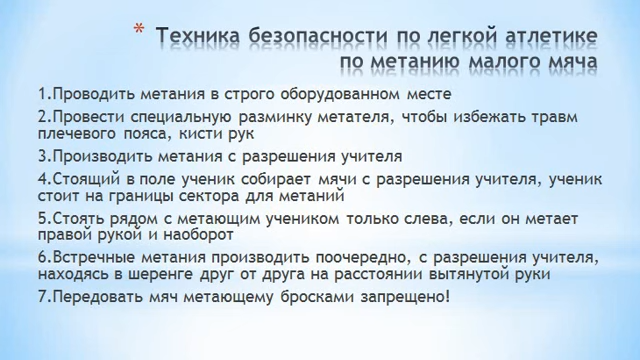 * Техника безопасности по легкой атлетике
по метанию малого мяча
1.Проводить метания в строго оборудованном месте
2.Провести специальную разминку метателя, чтобы избежать травм
плечевого пояса, кисти рук
3.Производить метания с разрешения учителя
4.Стоящий в поле ученик собирает мячи с разрешения учителя, ученик
стоит на границы сектора для метаний
5.Стоять рядом с метающим учеником только слева, если он метает
правой рукой и наоборот
6.Встречные метания производить поочередно, с разрешения учителя,
находясь в шеренге друг от друга на расстоянии вытянутой руки
7.Передовать мяч метающему бросками запрещено!